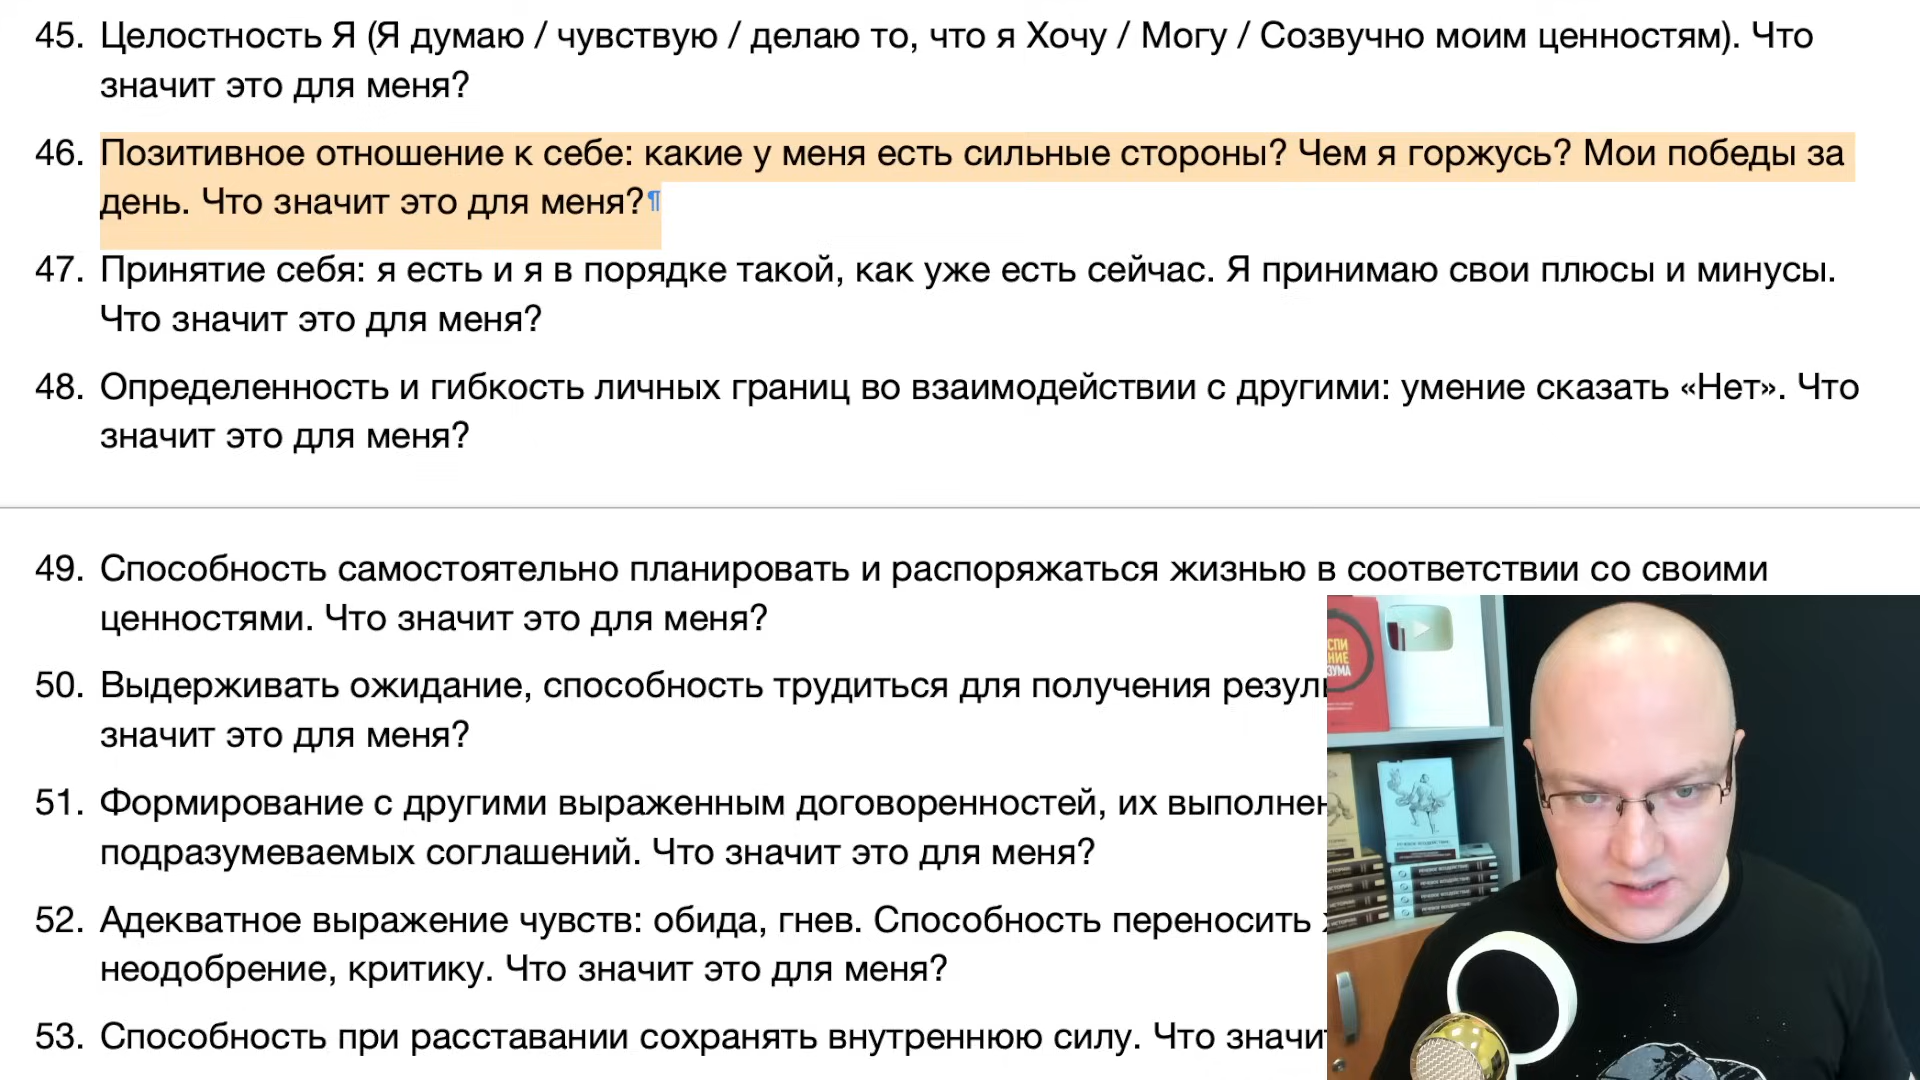 45. Целостность Я (Я думаю / чувствую / делаю то, что я Хочу / Могу / Созвучно моим ценностям). Что
значит это для меня?
46. Позитивное отношение к себе: какие у меня есть сильные стороны? Чем я горжусь? Мои победы за
день. Что значит это для меня?¶
47. Принятие себя: я есть и я в порядке такой, как уже есть сейчас. Я принимаю свои плюсы и минусы.
Что значит это для меня?
48. Определенность и гибкость личных границ во взаимодействии с другими: умение сказать «Нет». Что
значит это для меня?
49. Способность самостоятельно планировать и распоряжаться жизнью в соответствии со своими
ценностями. Что значит это для меня?
50. Выдерживать ожидание, способность трудиться для получения
значит это для меня?
51. Формирование с другими выраженным договоренностей, их
подразумеваемых соглашений. Что значит это для меня?
52. Адекватное выражение чувств: обида, гнев. Способность переносить
неодобрение, критику. Что значит это для меня?
53. Способность при расставании сохранять внутреннюю силу. Что